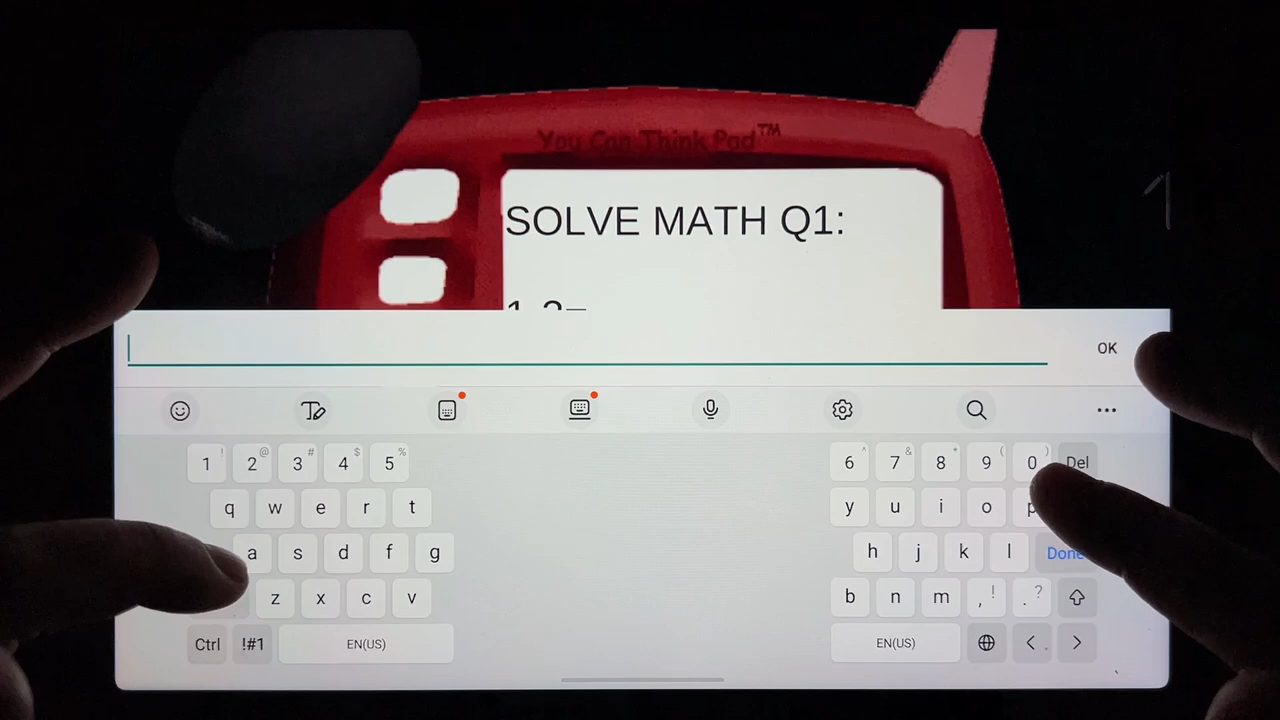 You Can Think Pad™
SOLVE MATH Q1:
OK
1 ! 2 @ 3 # 4 $ 5 % 6 ^ 7 & 8 * 9 ( 0 ) Del
q w e r t y u i o p
a s d f g h j k l Done
z x c v b n m , ! . ?
Ctrl !#1 EN(US) EN(US) < >